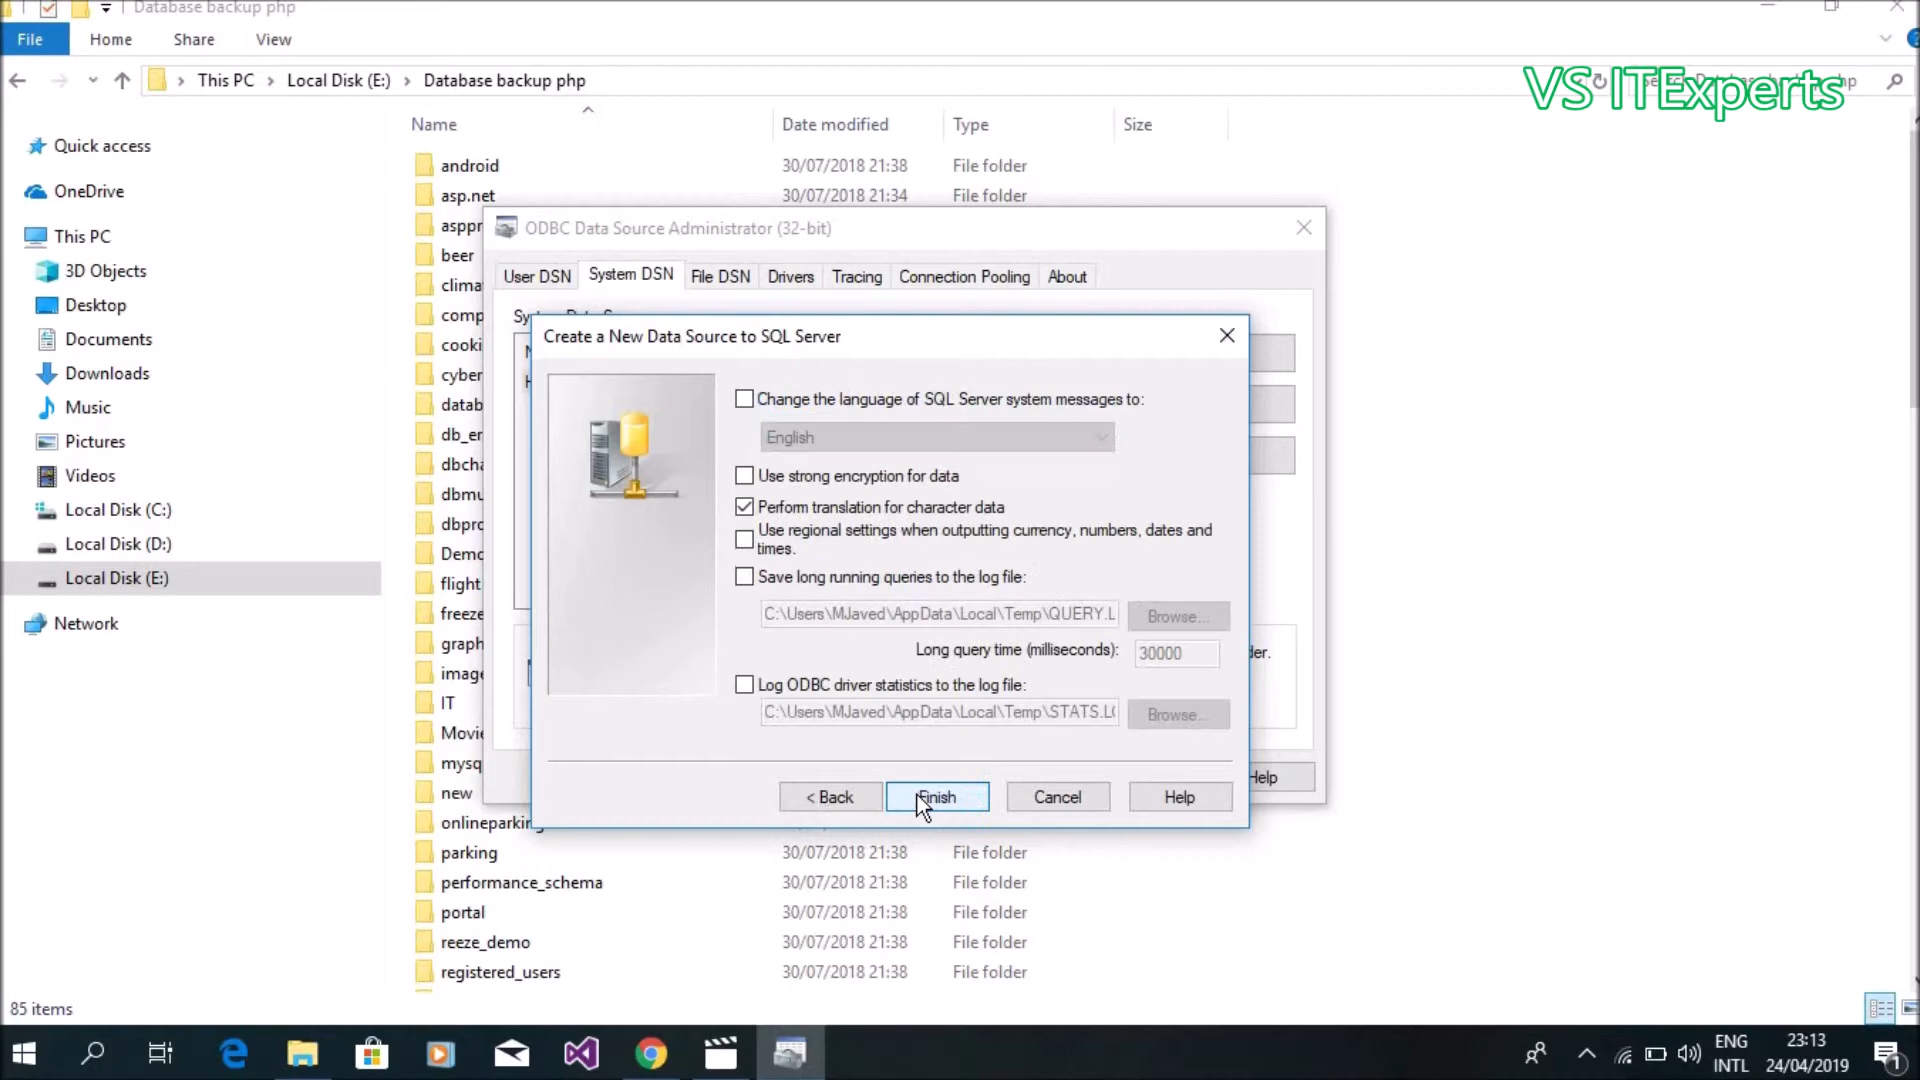 Database backup php
File Home Share View
This PC Local Disk (E:) Database backup php
VS ITExperts
Name Date modified Type Size
Quick access
OneDrive
This PC
3D Objects
Desktop
Documents
Downloads
Music
Pictures
Videos
Local Disk (C:)
Local Disk (D:)
Local Disk (E:)
Network
android 30/07/2018 21:38 File folder
asp.net 30/07/2018 21:34 File folder
asppr
beer
clima
comp
cooki
cyber
datab
db_er
dbcha
dbmu
dbpro
Demo
flight
freeze
graph
image
IT
Movie
mysq
new
onlineparking
parking 30/07/2018 21:38 File folder
performance_schema 30/07/2018 21:38 File folder
portal 30/07/2018 21:38 File folder
reeze_demo 30/07/2018 21:38 File folder
registered_users 30/07/2018 21:38 File folder
ODBC Data Source Administrator (32-bit)
User DSN System DSN File DSN Drivers Tracing Connection Pooling About
Create a New Data Source to SQL Server
Change the language of SQL Server system messages to:
English
Use strong encryption for data
Perform translation for character data
Use regional settings when outputting currency, numbers, dates and
times.
Save long running queries to the log file:
C:\Users\MJaved\AppData\Local\Temp\QUERY.L Browse...
Long query time (milliseconds): 30000
Log ODBC driver statistics to the log file:
C:\Users\MJaved\AppData\Local\Temp\STATS.LO Browse...
< Back Finish Cancel Help
Help
85 items
ENG
INTL
23:13
24/04/2019
1